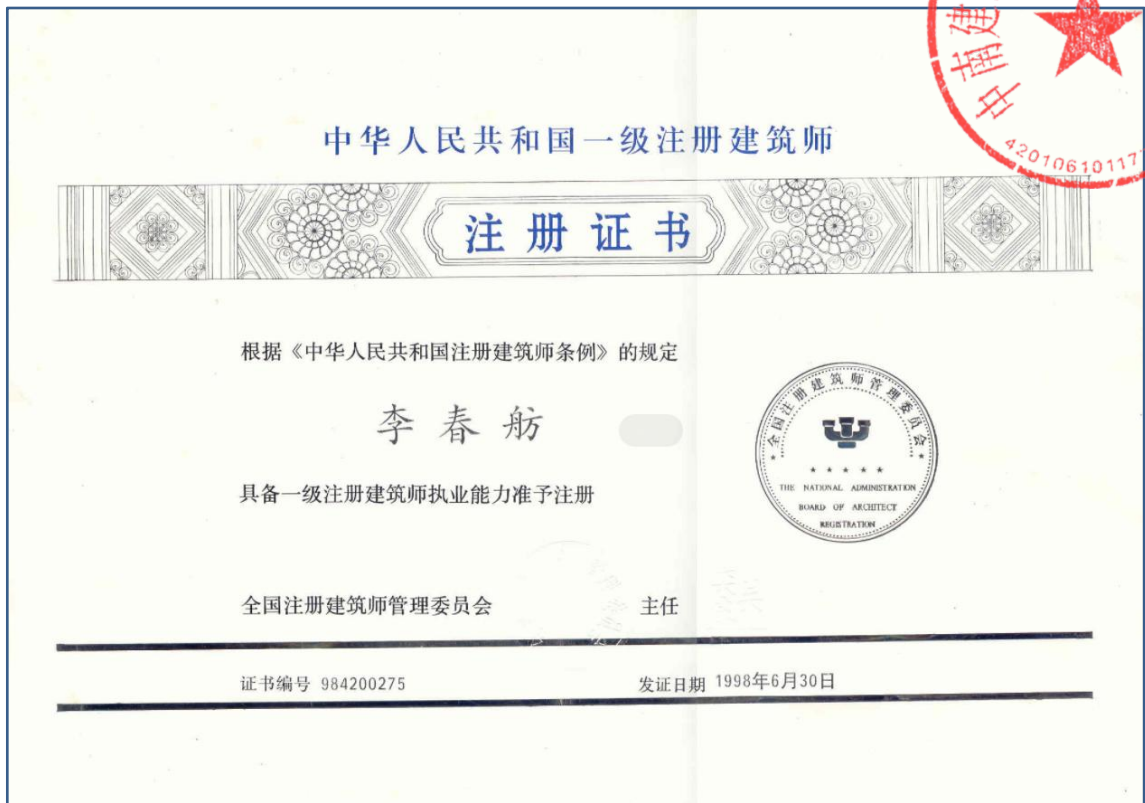 中南建
4201061011
中华人民共和国一级注册建筑师
注册证书
根据《中华人民共和国注册建筑师条例》的规定
李春舫
具备一级注册建筑师执业能力准予注册
全国注册建筑师管理委员会
THE NATIONAL ADMINISTRATION
BOARD OF ARCHITECT
REGISTRATION
全国注册建筑师管理委员会 主任
证书编号 984200275 发证日期 1998年6月30日